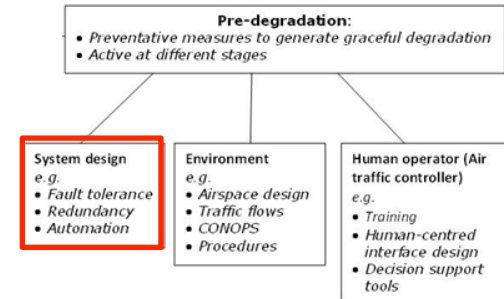 Pre-degradation:
• Preventative measures to generate graceful degradation
• Active at different stages
System design
e.g.
• Fault tolerance
• Redundancy
• Automation
Environment
e.g.
• Airspace design
• Traffic flows
• CONOPS
• Procedures
Human operator (Air
traffic controller)
e.g.
• Training
• Human-centred
interface design
• Decision support
tools